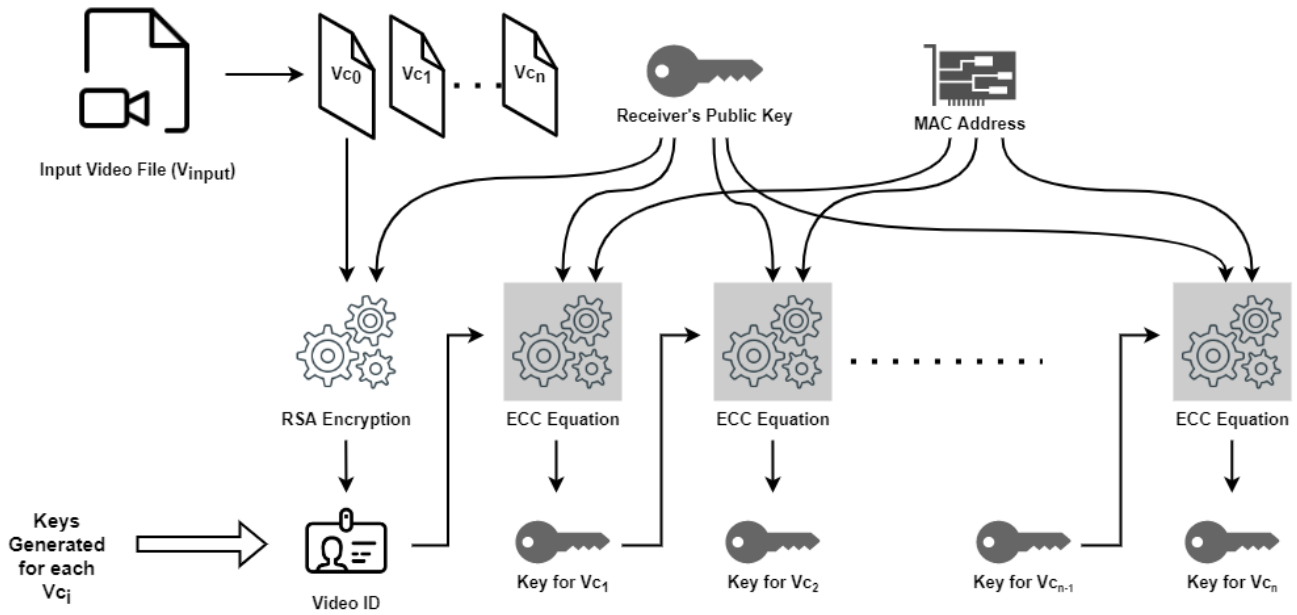 Vc0
Vc1
Vcn
Receiver's Public Key
MAC Address
Input Video File (Vinput)
RSA Encryption
ECC Equation
ECC Equation
ECC Equation
Keys
Generated
for each
Vci
Video ID
Key for Vc1
Key for Vc2
Key for Vcn-1
Key for Vcn